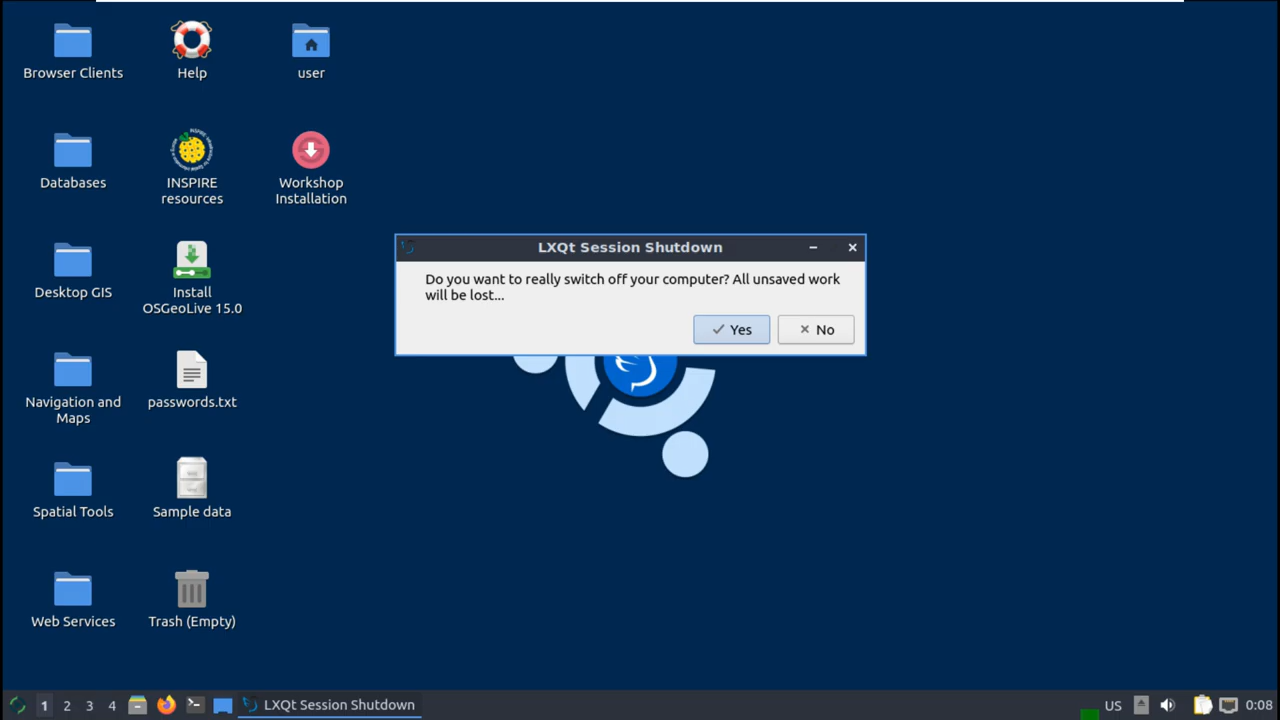 Browser Clients
Help
user
Databases
INSPIRE
resources
Workshop
Installation
LXQt Session Shutdown
Do you want to really switch off your computer? All unsaved work
will be lost...
Yes
No
Desktop GIS
Install
OSGeoLive 15.0
Navigation and
Maps
passwords.txt
Spatial Tools
Sample data
Web Services
Trash (Empty)
1 2 3 4
LXQt Session Shutdown
US
0:08